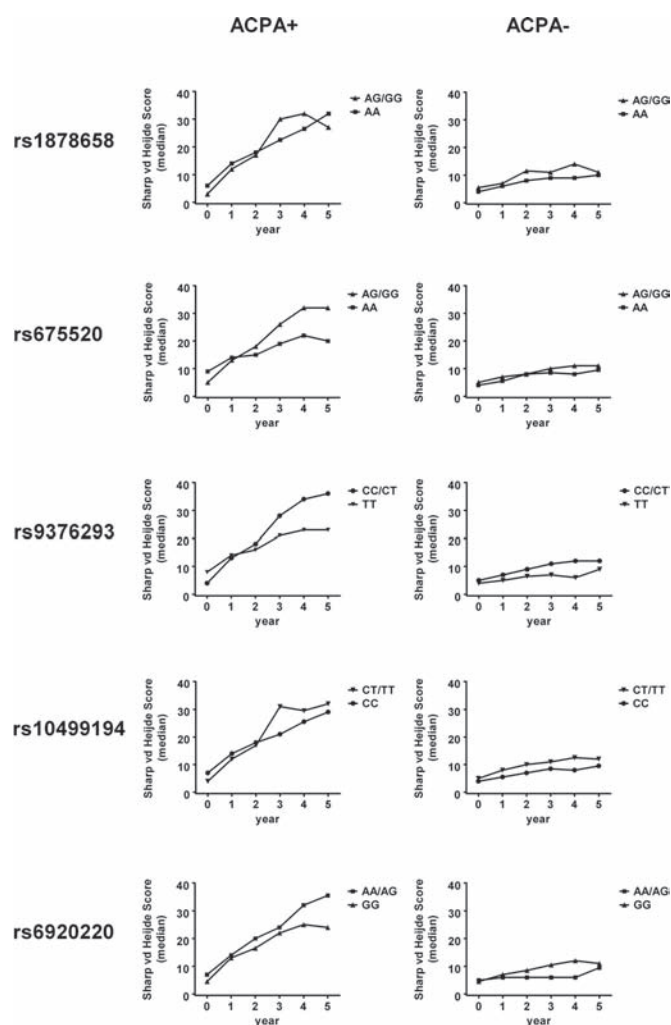 ACPA+ ACPA-
rs1878658
Sharp vd Heijde Score
(median)
40
30
20
10
0
0 1 2 3 4 5
year
AG/GG
AA
Sharp vd Heijde Score
(median)
40
30
20
10
0
0 1 2 3 4 5
year
AG/GG
AA
rs675520
Sharp vd Heijde Score
(median)
40
30
20
10
0
0 1 2 3 4 5
year
AG/GG
AA
Sharp vd Heijde Score
(median)
40
30
20
10
0
0 1 2 3 4 5
year
AG/GG
AA
rs9376293
Sharp vd Heijde Score
(median)
40
30
20
10
0
0 1 2 3 4 5
year
CC/CT
TT
Sharp vd Heijde Score
(median)
40
30
20
10
0
0 1 2 3 4 5
year
CC/CT
TT
rs10499194
Sharp vd Heijde Score
(median)
40
30
20
10
0
0 1 2 3 4 5
year
CT/TT
CC
Sharp vd Heijde Score
(median)
40
30
20
10
0
0 1 2 3 4 5
year
CT/TT
CC
rs6920220
Sharp vd Heijde Score
(median)
40
30
20
10
0
0 1 2 3 4 5
year
AA/AG
GG
Sharp vd Heijde Score
(median)
40
30
20
10
0
0 1 2 3 4 5
year
AA/AG
GG